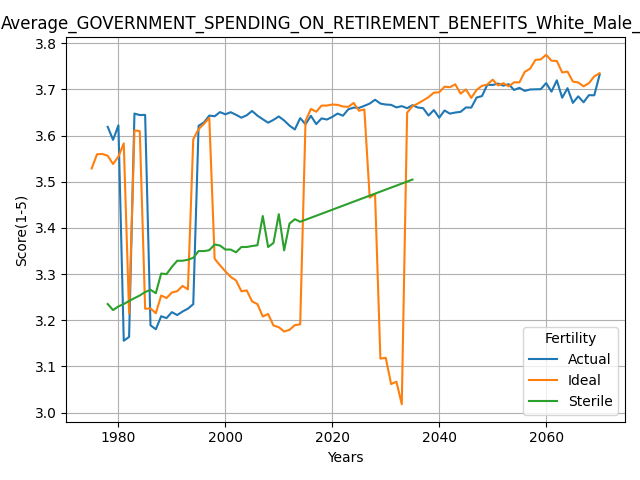 Average_GOVERNMENT_SPENDING_ON_RETIREMENT_BENEFITS_White_Male_
3.8
3.7
3.6
3.5
3.4
3.3
3.2
3.1
3.0
Score(1-5)
1980 2000 2020 2040 2060
Years
Fertility
Actual
Ideal
Sterile